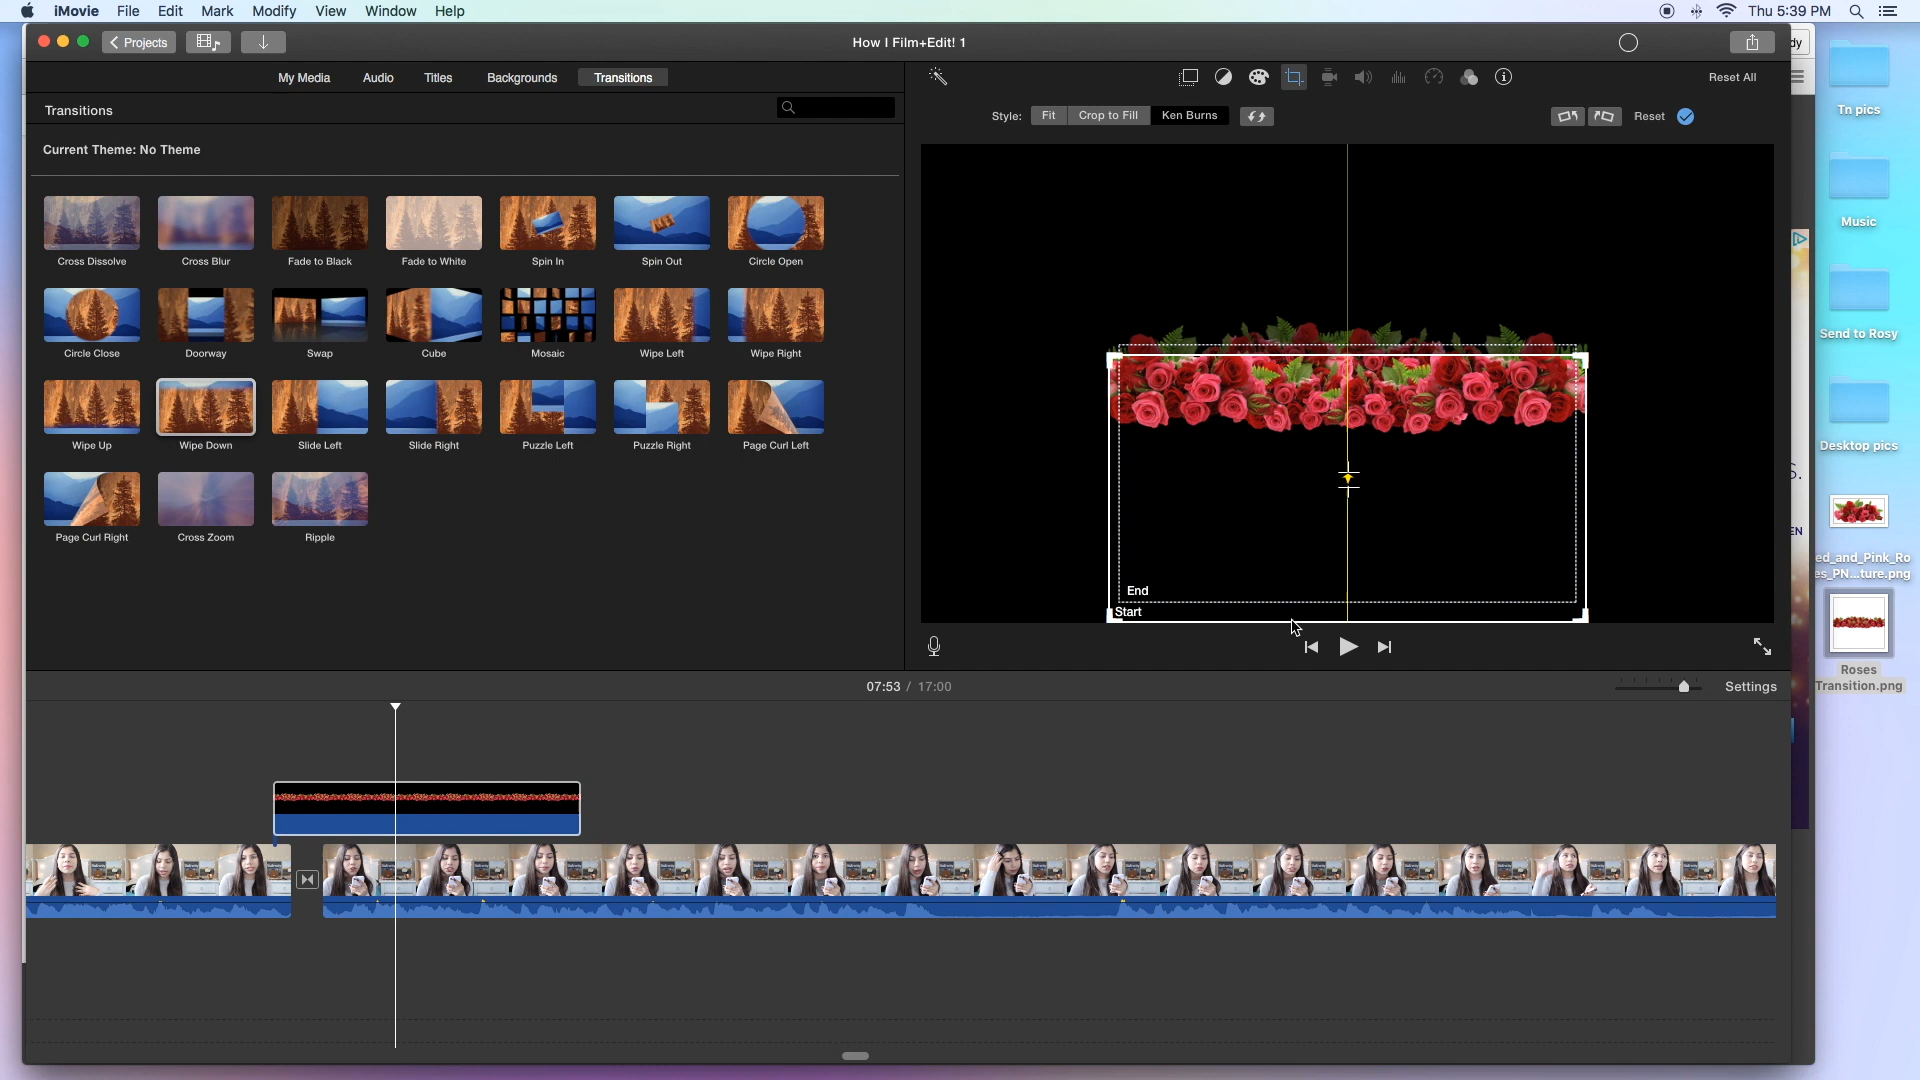 iMovie File Edit Mark Modify View Window Help
Thu 5:39 PM
Projects
How I Film+Edit! 1
dy
My Media Audio Titles Backgrounds Transitions
Reset All
Transitions
Style: Fit Crop to Fill Ken Burns
Reset
Current Theme: No Theme
Cross Dissolve Cross Blur Fade to Black Fade to White Spin In Spin Out Circle Open
Circle Close Doorway Swap Cube Mosaic Wipe Left Wipe Right
Wipe Up Wipe Down Slide Left Slide Right Puzzle Left Puzzle Right Page Curl Left
Page Curl Right Cross Zoom Ripple
End
Start
07:53 / 17:00
Settings
Tn pics
Music
Send to Rosy
Desktop pics
S.
EN
ed_and_Pink_Ro
es_PN...ture.png
Roses
Transition.png